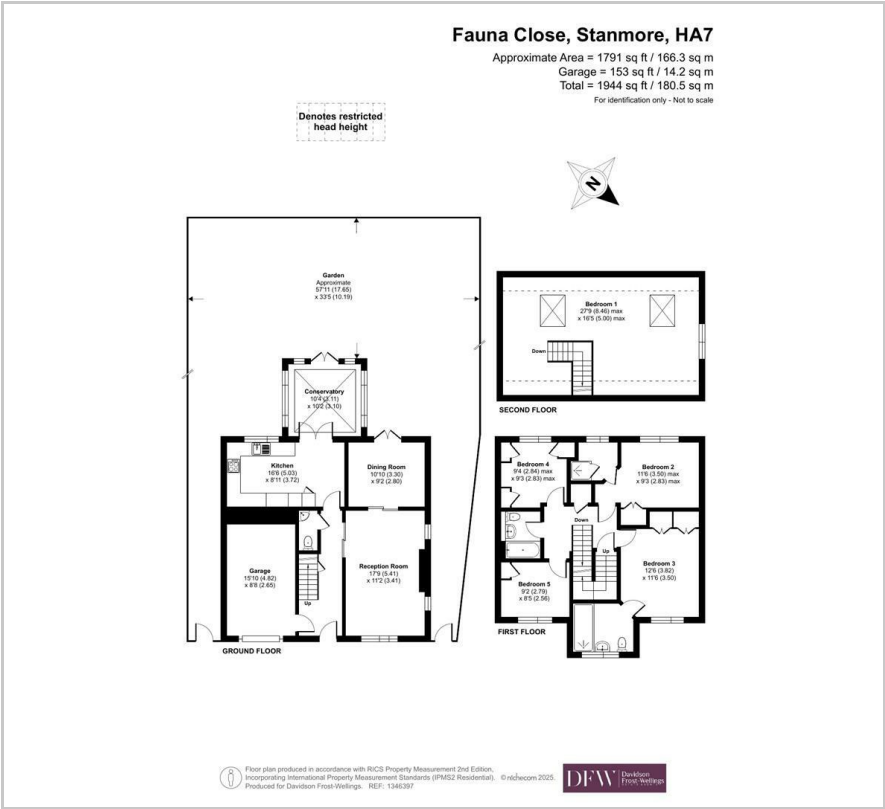 Fauna Close, Stanmore, HA7
Approximate Area = 1791 sq ft / 166.3 sq m
Garage = 153 sq ft / 14.2 sq m
Total = 1944 sq ft / 180.5 sq m
For identification only - Not to scale
Denotes restricted
head height
N
Garden
Approximate
57'11 (17.65)
x 33'5 (10.19)
Conservatory
10'4 (3.11)
x 10'2 (3.10)
Kitchen
16'6 (5.03)
x 8'11 (3.72)
Dining Room
10'10 (3.30)
x 9'2 (2.80)
Garage
15'10 (4.82)
x 8'8 (2.65)
Up
Reception Room
17'9 (5.41)
x 11'2 (3.41)
GROUND FLOOR
Bedroom 1
27'9 (8.46) max
x 16'5 (5.00) max
Down
SECOND FLOOR
Bedroom 4
9'4 (2.84) max
x 9'3 (2.83) max
Bedroom 2
11'6 (3.50) max
x 9'3 (2.83) max
Down
Up
Bedroom 3
12'6 (3.82)
x 11'6 (3.50)
Bedroom 5
9'2 (2.79)
x 8'5 (2.56)
FIRST FLOOR
Floor plan produced in accordance with RICS Property Measurement 2nd Edition,
Incorporating International Property Measurement Standards (IPMS2 Residential). © nichecom 2025.
Produced for Davidson Frost-Wellings. REF: 1346397
DFW
Davidson
Frost-Wellings